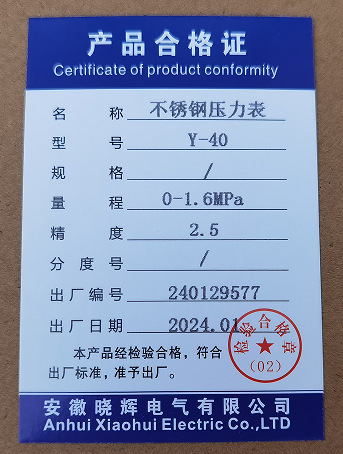 产品合格证
Certificate of product conformity
名称 不锈钢压力表
型号 Y-40
规格 /
量程 0-1.6MPa
精度 2.5
分度号 /
出厂编号 240129577
出厂日期 2024.01
检验合格章
(02)
本产品经检验合格，符合
出厂标准，准予出厂。
安徽晓辉电气有限公司
Anhui Xiaohui Electric Co.,LTD